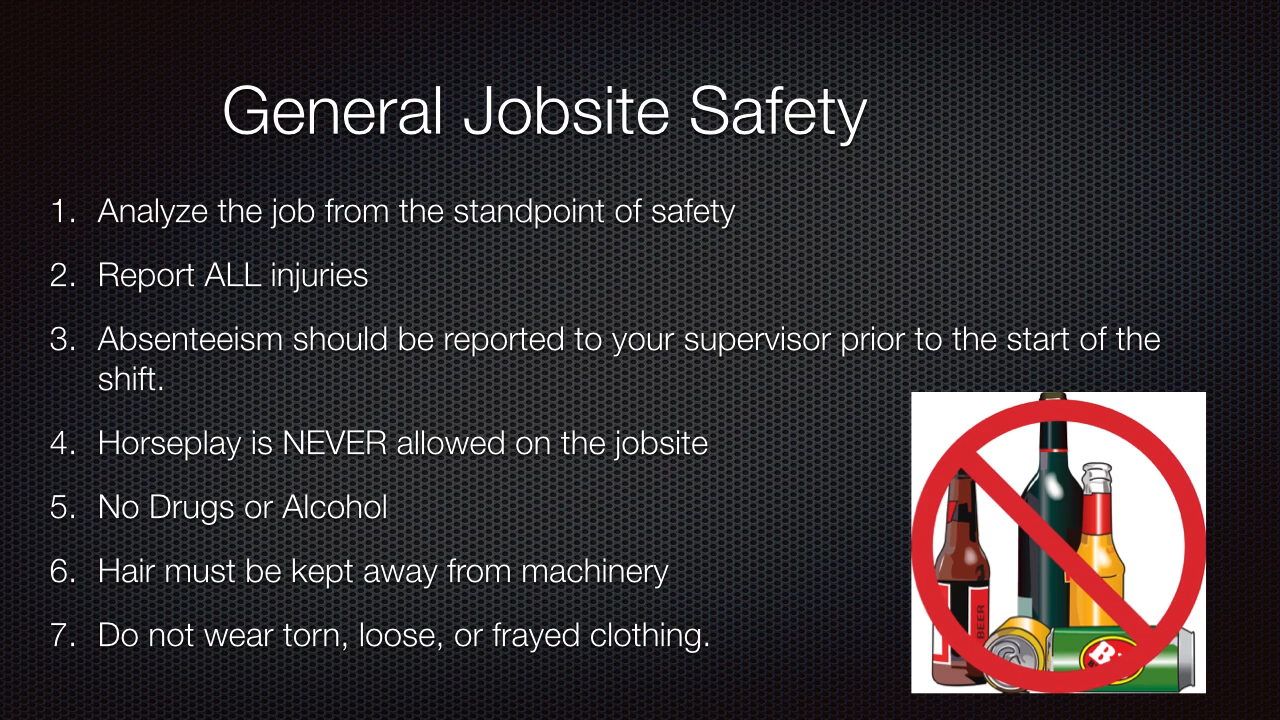 General Jobsite Safety
1. Analyze the job from the standpoint of safety
2. Report ALL injuries
3. Absenteeism should be reported to your supervisor prior to the start of the
shift.
4. Horseplay is NEVER allowed on the jobsite
5. No Drugs or Alcohol
6. Hair must be kept away from machinery
7. Do not wear torn, loose, or frayed clothing.
BEER